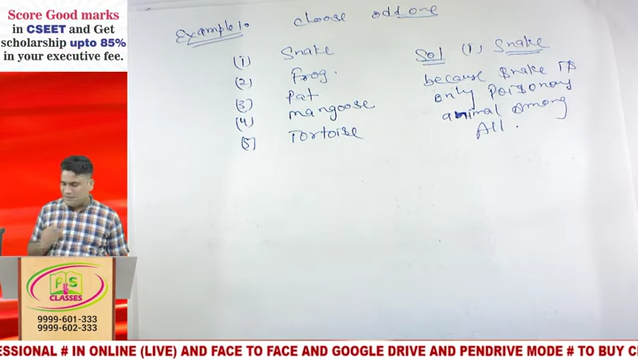 Score Good marks
in CSEET and Get
scholarship upto 85%
in your executive fee.
Example 1. Choose odd one
(1) Snake
(2) Frog.
(3) Pat
(4) mangoose
(5) Tortoise
Sol (1) Snake
because Snake is
only Poisonous
animal among
All.
PS
CLASSES
9999-601-333
9999-602-333
ESSIONAL # IN ONLINE (LIVE) AND FACE TO FACE AND GOOGLE DRIVE AND PENDRIVE MODE # TO BUY C